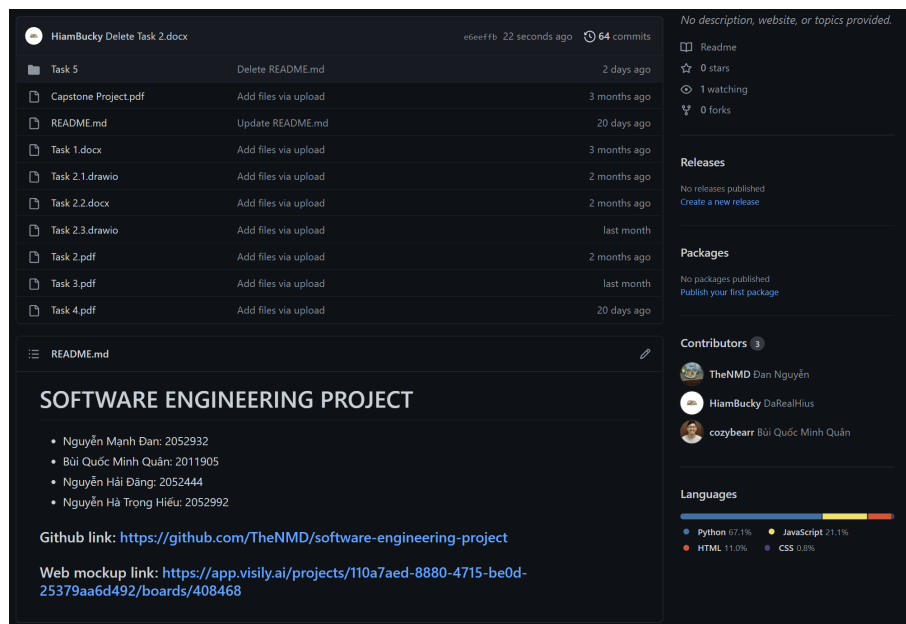 HiamBucky Delete Task 2.docx e6eeffb 22 seconds ago 64 commits
Task 5 Delete README.md 2 days ago
Capstone Project.pdf Add files via upload 3 months ago
README.md Update README.md 20 days ago
Task 1.docx Add files via upload 3 months ago
Task 2.1.drawio Add files via upload 2 months ago
Task 2.2.docx Add files via upload 2 months ago
Task 2.3.drawio Add files via upload last month
Task 2.pdf Add files via upload 2 months ago
Task 3.pdf Add files via upload last month
Task 4.pdf Add files via upload 20 days ago
README.md
SOFTWARE ENGINEERING PROJECT
• Nguyễn Mạnh Đan: 2052932
• Bùi Quốc Minh Quân: 2011905
• Nguyễn Hải Đăng: 2052444
• Nguyễn Hà Trọng Hiếu: 2052992
Github link: https://github.com/TheNMD/software-engineering-project
Web mockup link: https://app.visily.ai/projects/110a7aed-8880-4715-be0d-
25379aa6d492/boards/408468
No description, website, or topics provided.
Readme
0 stars
1 watching
0 forks
Releases
No releases published
Create a new release
Packages
No packages published
Publish your first package
Contributors 3
TheNMD Đan Nguyễn
HiamBucky DaRealHius
cozybearr Bùi Quốc Minh Quân
Languages
Python 67.1% JavaScript 21.1%
HTML 11.0% CSS 0.8%